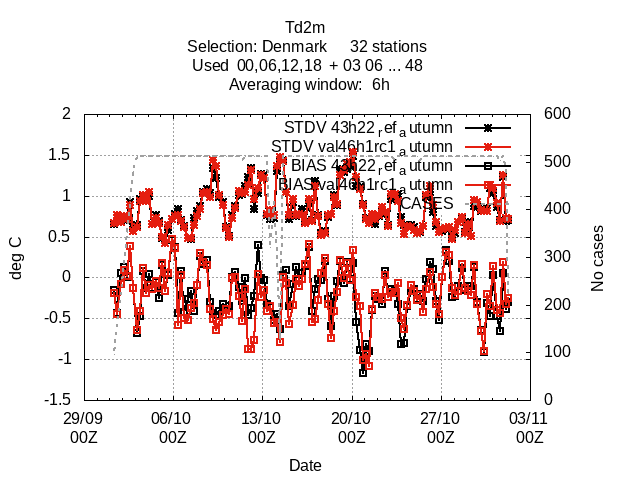 Td2m
Selection: Denmark 32 stations
Used 00,06,12,18 + 03 06 ... 48
Averaging window: 6h
STDV 43h22_ref_autumn
STDV val46h1rc1_autumn
BIAS 43h22_ref_autumn
BIAS val46h1rc1_autumn
CASES
2
1.5
1
0.5
0
-0.5
-1
-1.5
deg C
600
500
400
300
200
100
0
No cases
29/09 06/10 13/10 20/10 27/10 03/11
00Z 00Z 00Z 00Z 00Z 00Z
Date